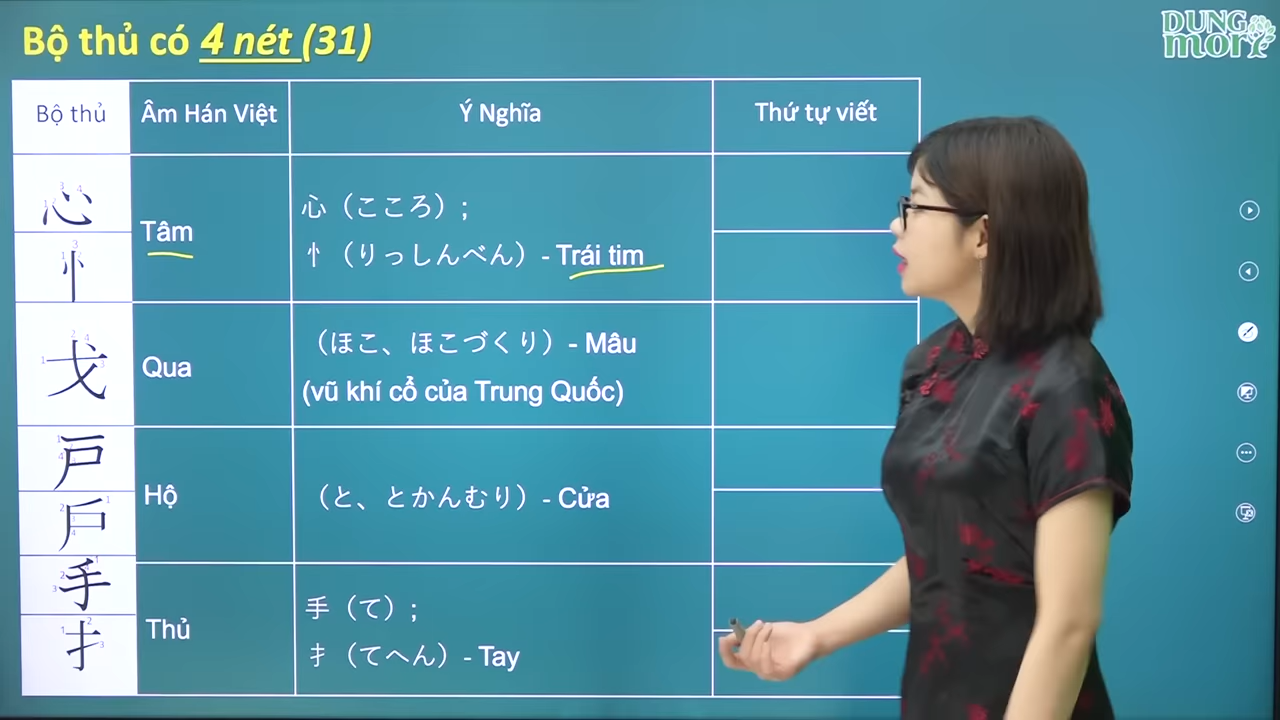 Bộ thủ có 4 nét (31)
DUNG
mori
Bộ thủ
Âm Hán Việt
Ý Nghĩa
Thứ tự viết
心
忄
Tâm
心（こころ）;
忄（りっしんべん）- Trái tim
戈
Qua
（ほこ、ほこづくり）- Mâu
(vũ khí cổ của Trung Quốc)
戸
戶
Hộ
（と、とかんむり）- Cửa
手
扌
Thủ
手（て）;
扌（てへん）- Tay